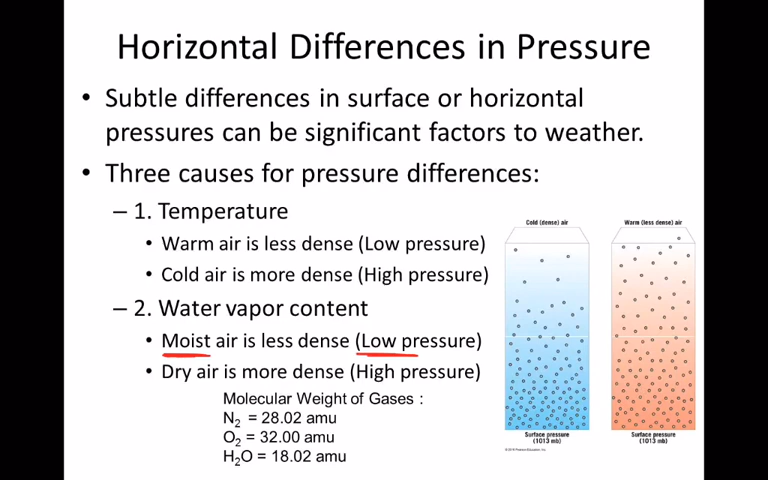 Horizontal Differences in Pressure
• Subtle differences in surface or horizontal
pressures can be significant factors to weather.
• Three causes for pressure differences:
– 1. Temperature
• Warm air is less dense (Low pressure)
• Cold air is more dense (High pressure)
– 2. Water vapor content
• Moist air is less dense (Low pressure)
• Dry air is more dense (High pressure)
Molecular Weight of Gases :
N2 = 28.02 amu
O2 = 32.00 amu
H2O = 18.02 amu
Cold (dense) air
Warm (less dense) air
Surface pressure
(1013 mb)
Surface pressure
(1013 mb)